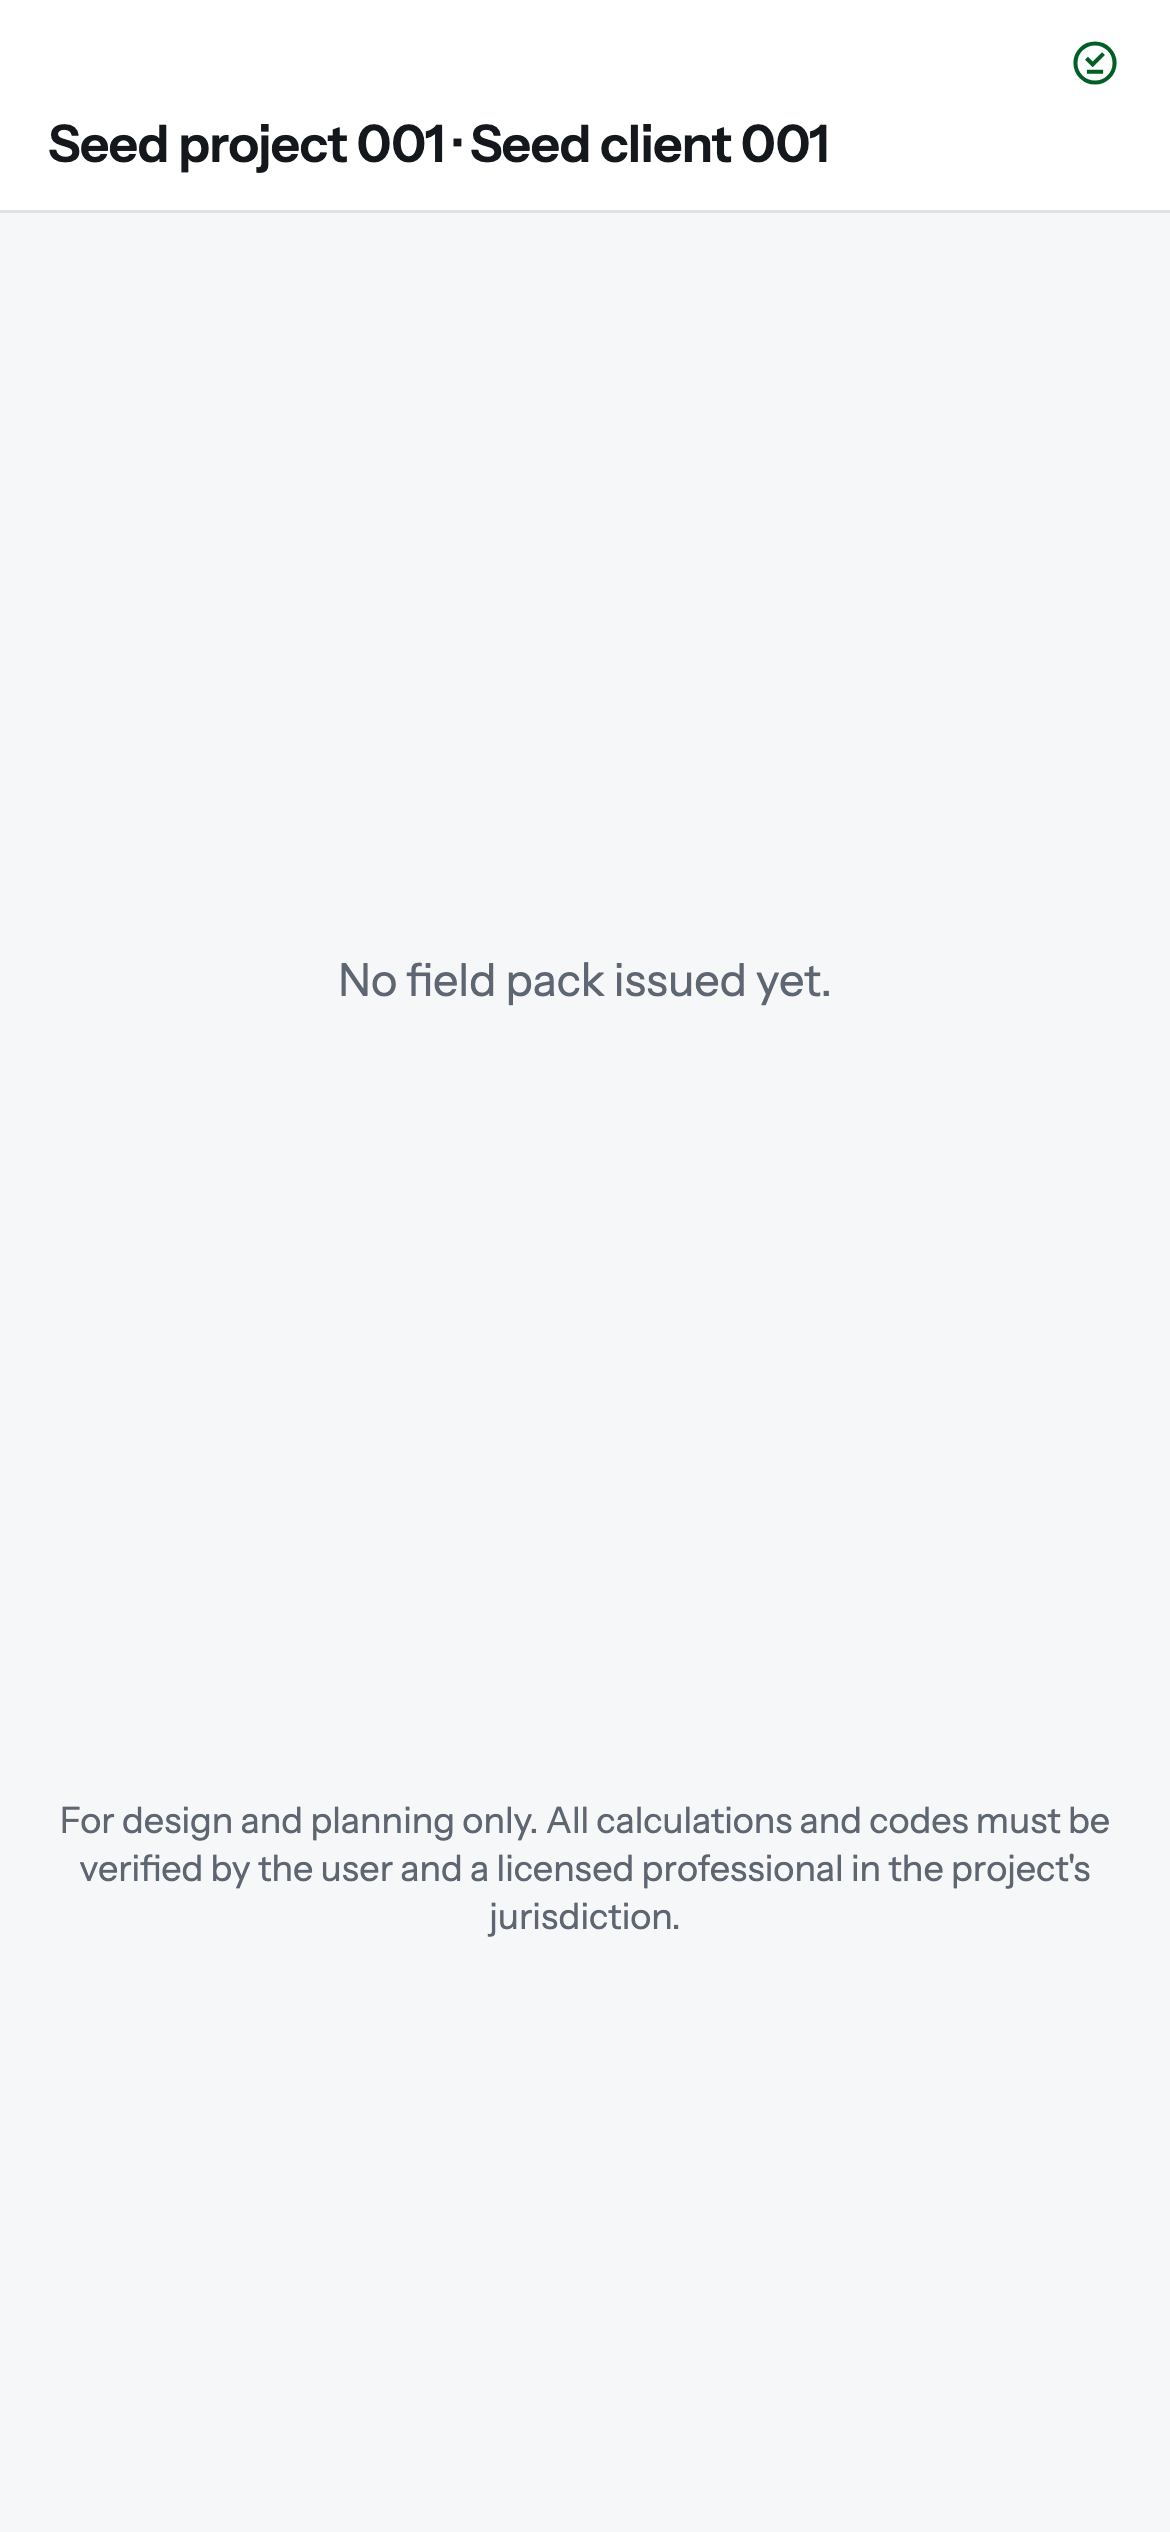 Seed project 001 · Seed client 001
No field pack issued yet.
For design and planning only. All calculations and codes must be
verified by the user and a licensed professional in the project's
jurisdiction.